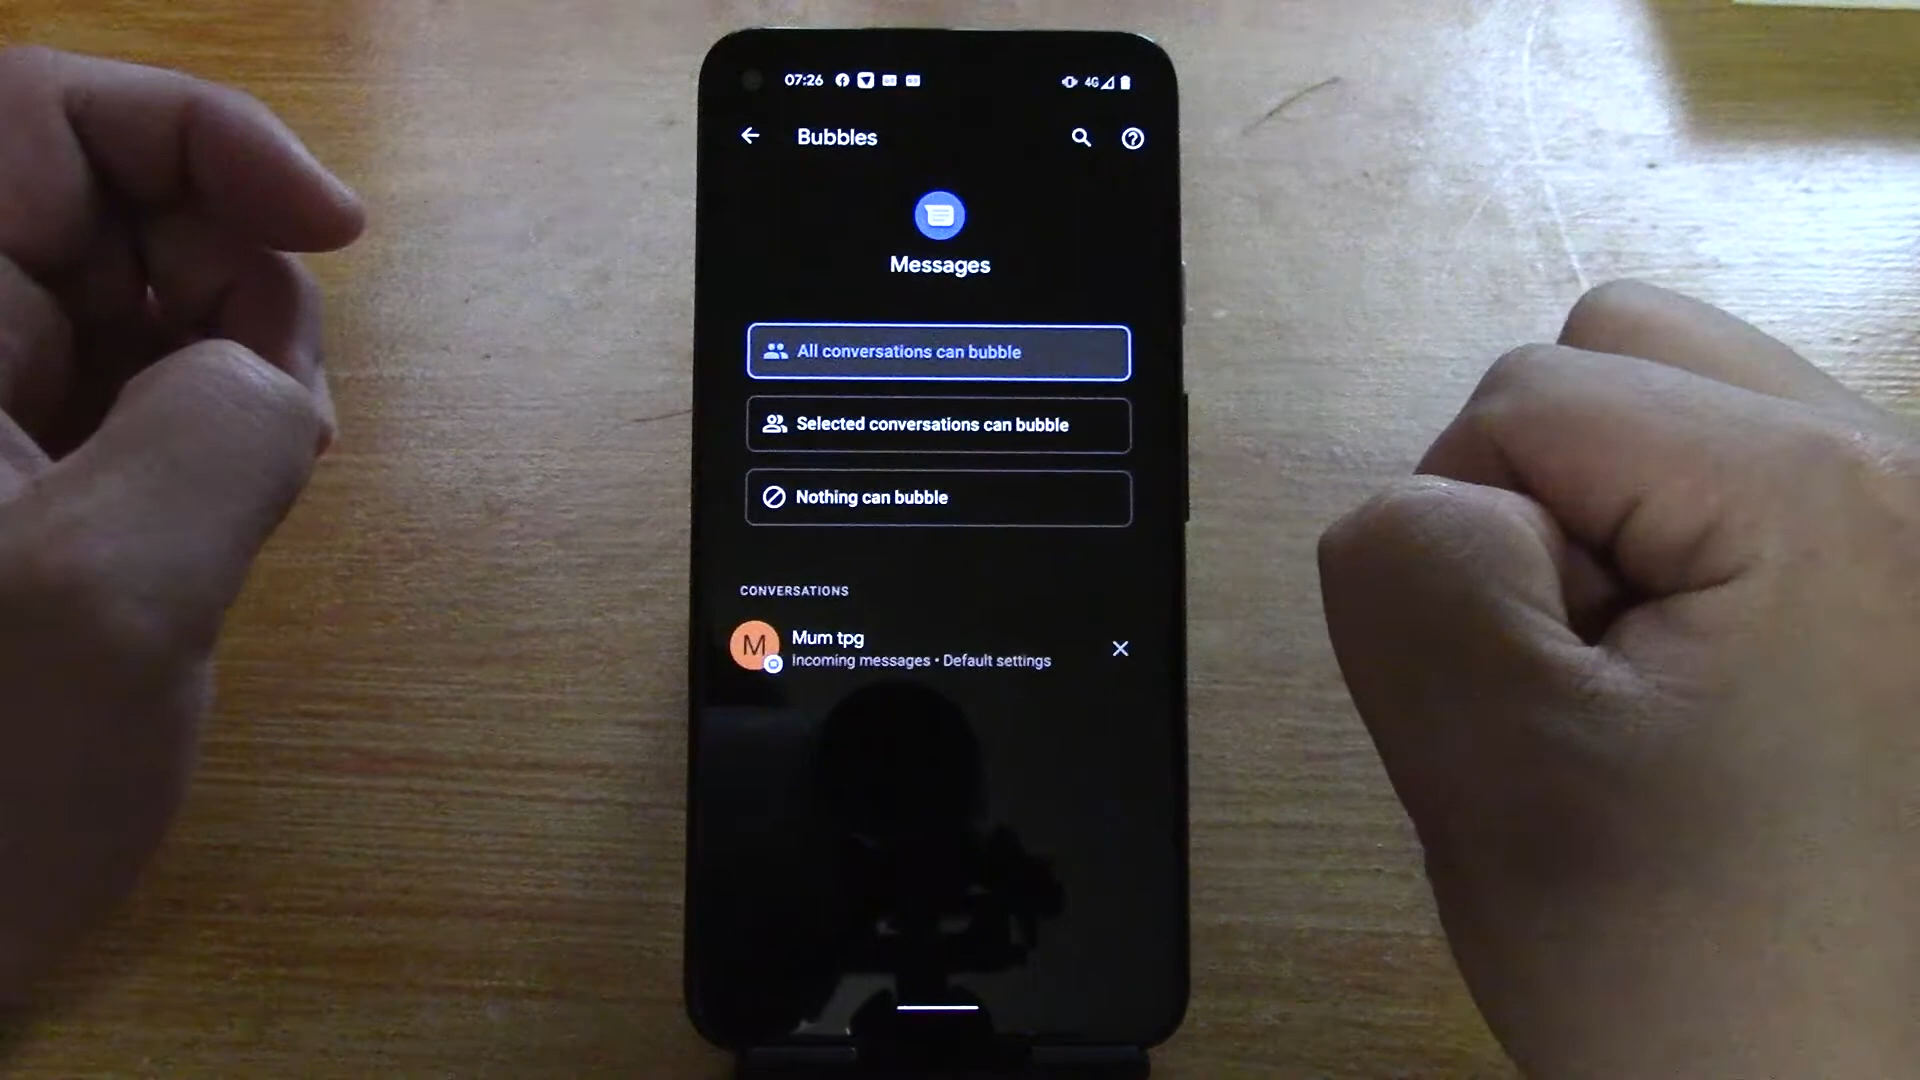 07:26
4G
Bubbles
Messages
All conversations can bubble
Selected conversations can bubble
Nothing can bubble
CONVERSATIONS
M
Mum tpg
Incoming messages • Default settings